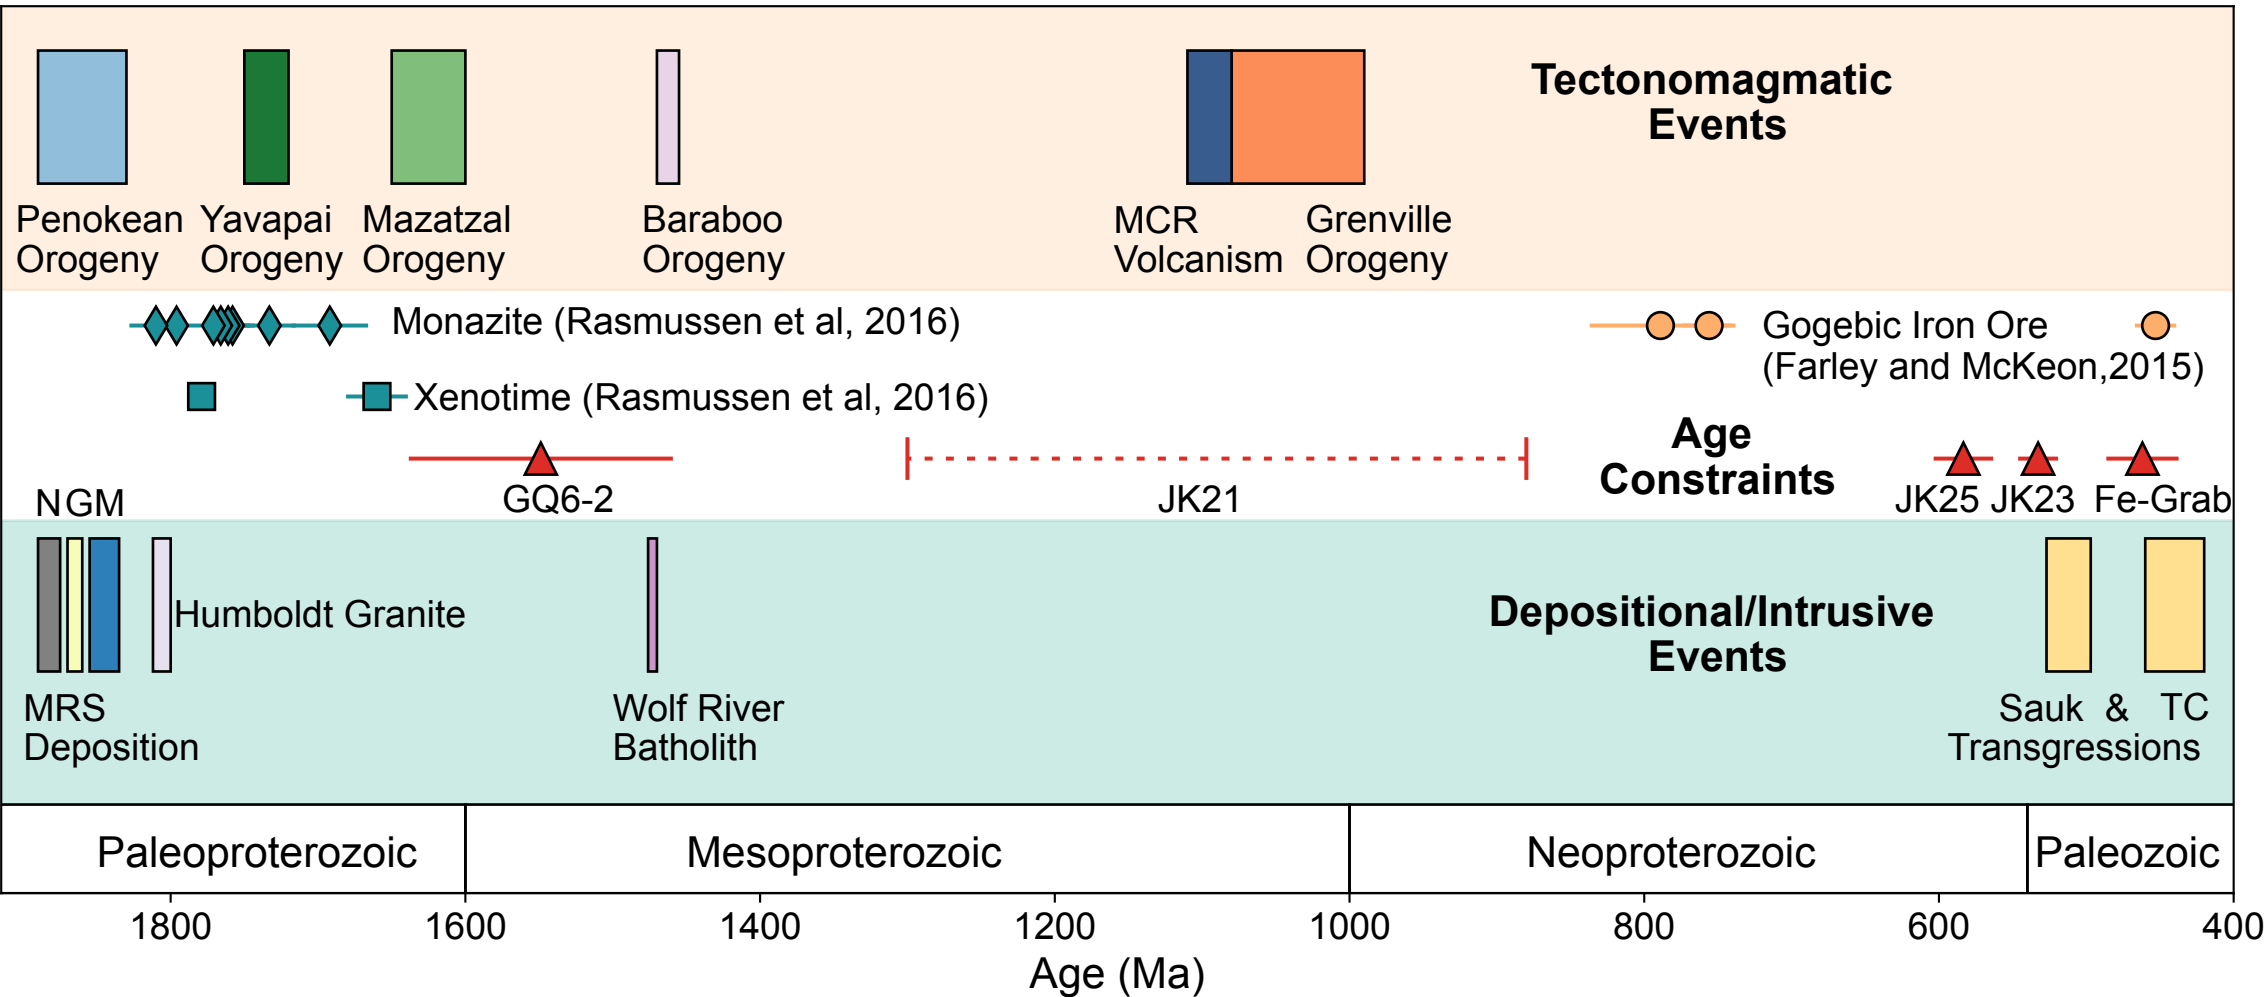 Tectonomagmatic
Events
Penokean
Orogeny
Yavapai
Orogeny
Mazatzal
Orogeny
Baraboo
Orogeny
MCR
Volcanism
Grenville
Orogeny
Monazite (Rasmussen et al, 2016)
Gogebic Iron Ore
(Farley and McKeon,2015)
Xenotime (Rasmussen et al, 2016)
Age
Constraints
NGM
GQ6-2
JK21
JK25
JK23
Fe-Grab
Humboldt Granite
Depositional/Intrusive
Events
MRS
Deposition
Wolf River
Batholith
Sauk & TC
Transgressions
Paleoproterozoic
Mesoproterozoic
Neoproterozoic
Paleozoic
1800
1600
1400
1200
1000
800
600
400
Age (Ma)